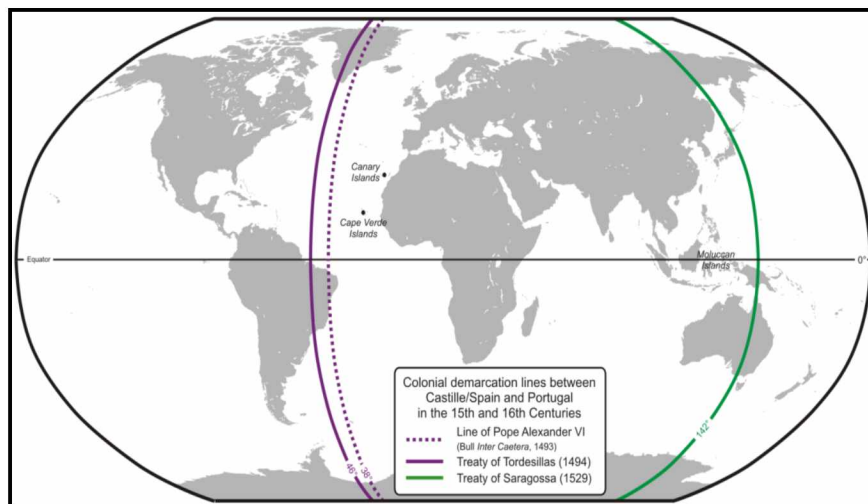 Canary
Islands
Cape Verde
Islands
Equator
Moluccan
Islands
0°
Colonial demarcation lines between
Castille/Spain and Portugal
in the 15th and 16th Centuries
Line of Pope Alexander VI
(Bull Inter Caetera, 1493)
Treaty of Tordesillas (1494)
Treaty of Saragossa (1529)
46°
38°
142°